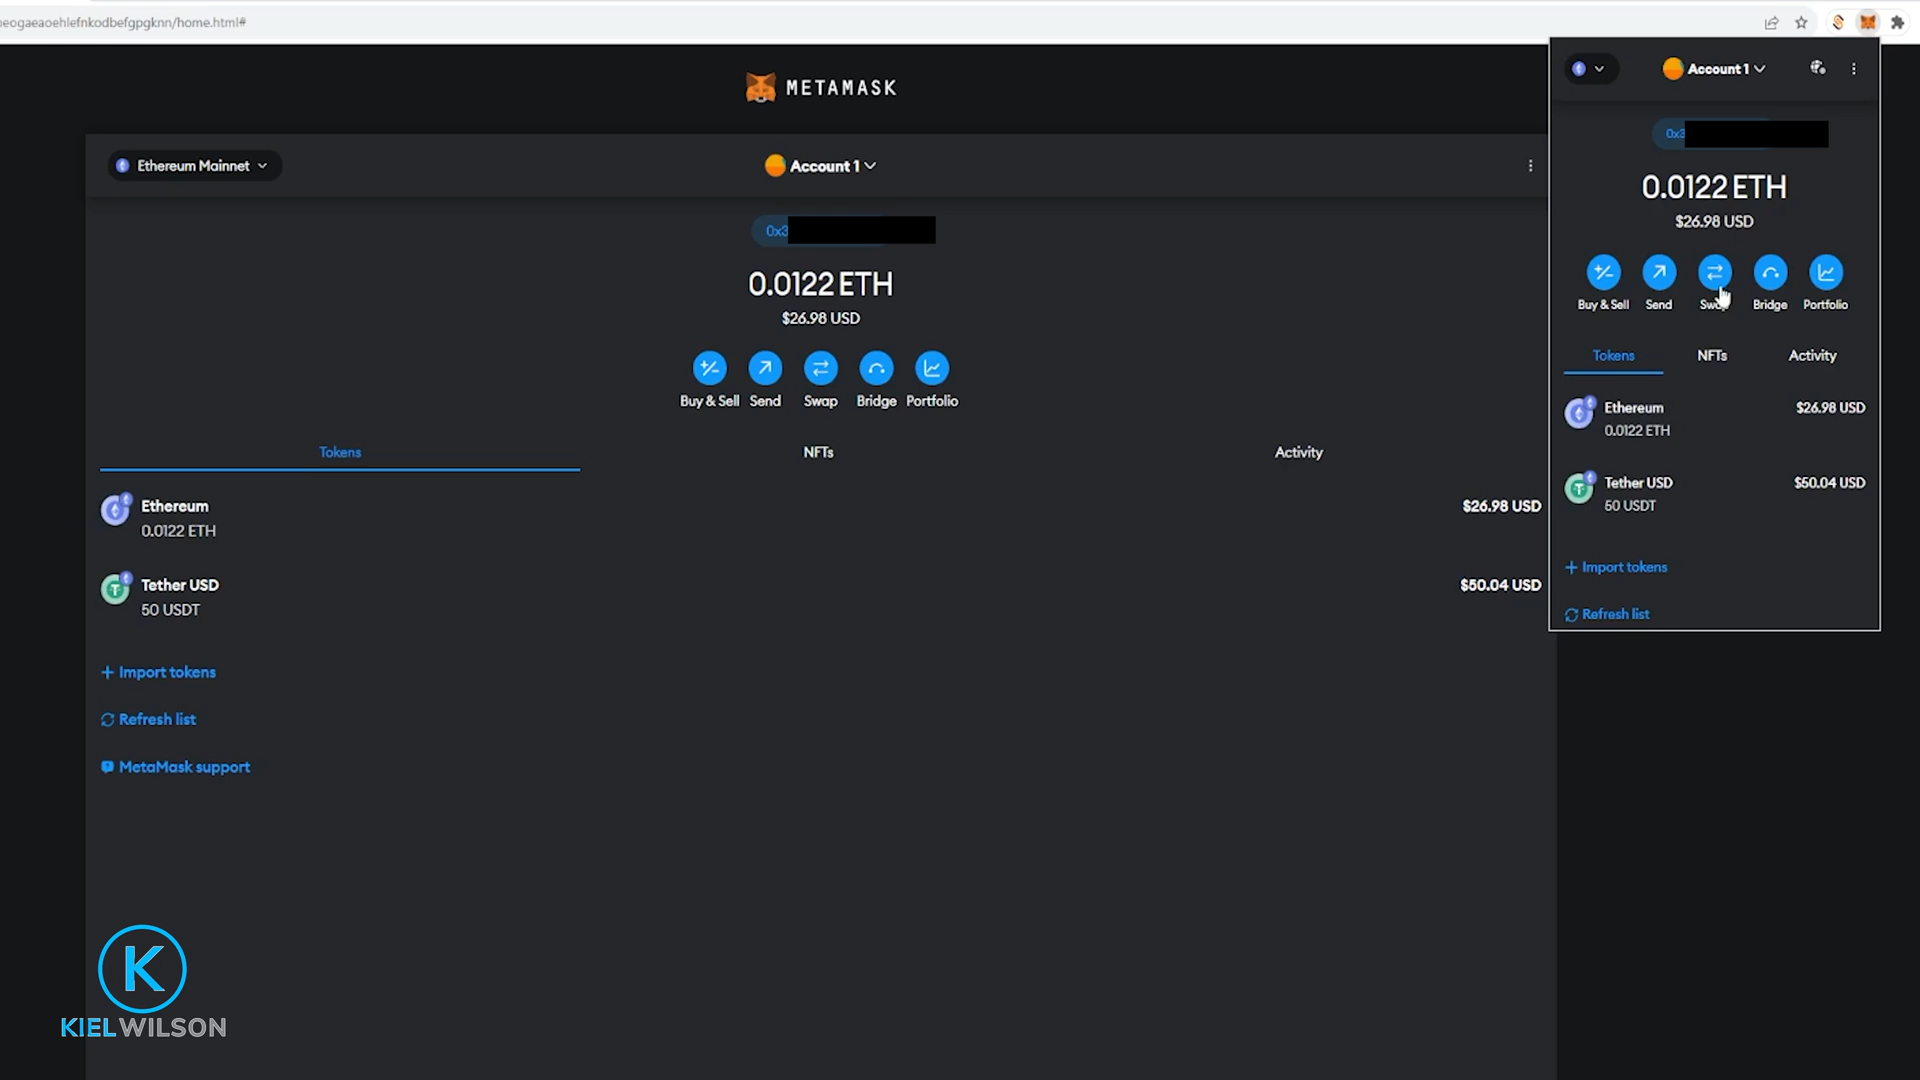 eogaeaoehlefnkodbefgpgknn/home.html#
METAMASK
Ethereum Mainnet
Account 1
0x3
0.0122 ETH
$26.98 USD
Buy & Sell Send Swap Bridge Portfolio
Tokens NFTs Activity
Ethereum $26.98 USD
0.0122 ETH
Tether USD $50.04 USD
50 USDT
+ Import tokens
Refresh list
MetaMask support
K
KIELWILSON
Account 1
0x3
0.0122 ETH
$26.98 USD
Buy & Sell Send Swap Bridge Portfolio
Tokens NFTs Activity
Ethereum $26.98 USD
0.0122 ETH
Tether USD $50.04 USD
50 USDT
+ Import tokens
Refresh list